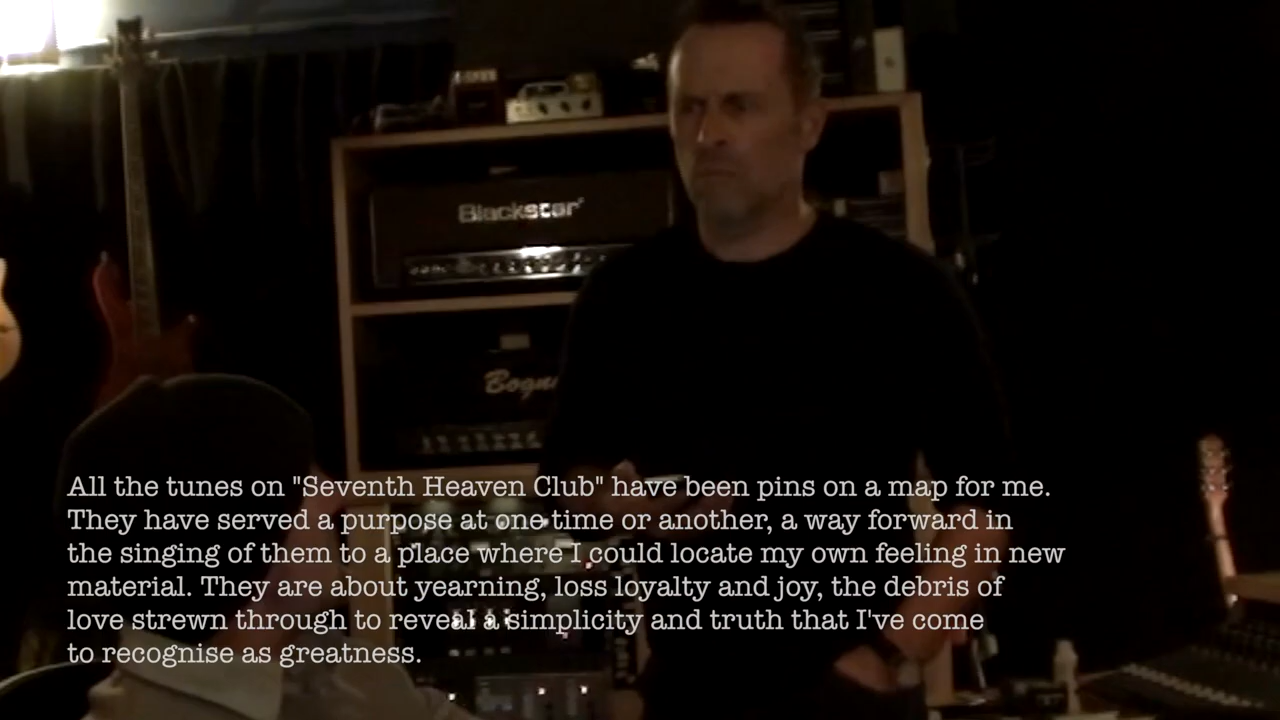 Blackstar
All the tunes on "Seventh Heaven Club" have been pins on a map for me.
They have served a purpose at one time or another, a way forward in
the singing of them to a place where I could locate my own feeling in new
material. They are about yearning, loss loyalty and joy, the debris of
love strewn through to reveal a simplicity and truth that I've come
to recognise as greatness.